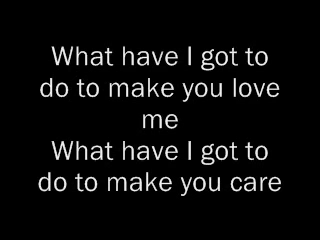 What have I got to
do to make you love
me
What have I got to
do to make you care